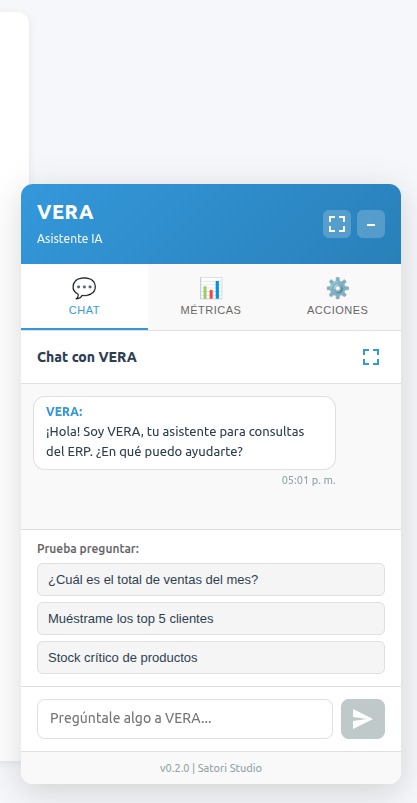 VERA
Asistente IA
CHAT
MÉTRICAS
ACCIONES
Chat con VERA
VERA:
¡Hola! Soy VERA, tu asistente para consultas
del ERP. ¿En qué puedo ayudarte?
05:01 p. m.
Prueba preguntar:
¿Cuál es el total de ventas del mes?
Muéstrame los top 5 clientes
Stock crítico de productos
Pregúntale algo a VERA...
v0.2.0 | Satori Studio